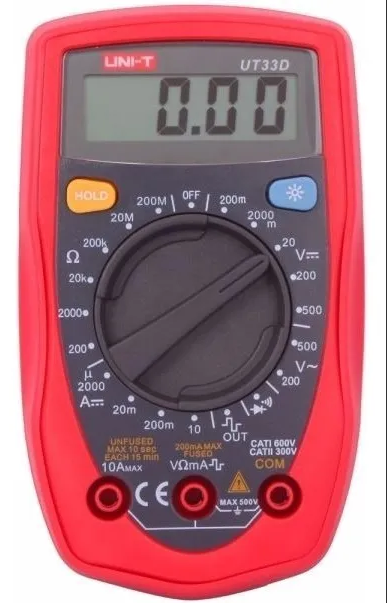 UNI-T
UT33D
0.00
HOLD
200M
OFF
200m
20M
2000
m
200k
20
Ω
V⎓
20k
200
2000
500
200
500
V~
μ
2000
200
A⎓
20m
200m
10
OUT
UNFUSED
MAX 10 sec
EACH 15 min
10AMAX
200mA MAX
FUSED
VΩmA
CATI 600V
CATII 300V
COM
CE
MAX 500V